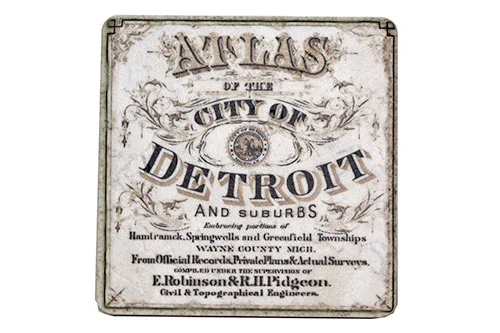 ATLAS
OF THE
CITY OF
DETROIT
AND SUBURBS
Embracing portions of
Hamtramck, Springwells and Greenfield Townships
WAYNE COUNTY MICH.
From Official Records, Private Plans & Actual Surveys.
COMPILED UNDER THE SUPERVISION OF
E. Robinson & R.H. Pidgeon.
Civil & Topographical Engineers.